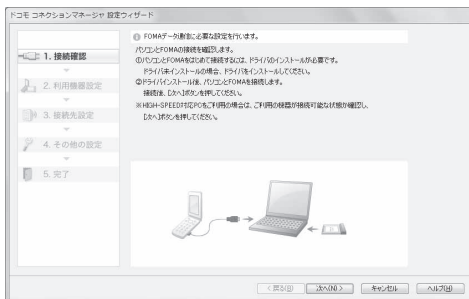 ドコモ コネクションマネージャ 設定ウィザード
FOMAデータ通信に必要な設定を行います。
パソコンとFOMAの接続を確認します。
①パソコンとFOMAをはじめて接続するには、ドライバのインストールが必要です。
ドライバ未インストールの場合、ドライバをインストールしてください。
②ドライバインストール後、パソコンとFOMAを接続します。
接続後、[次へ]ボタンを押してください。
※HIGH-SPEED対応PCをご利用の場合は、ご利用の機器が接続可能な状態か確認し、
[次へ]ボタンを押してください。
1. 接続確認
2. 利用機器設定
3. 接続先設定
4. その他の設定
5. 完了
< 戻る(B)
次へ(N) >
キャンセル
ヘルプ(H)